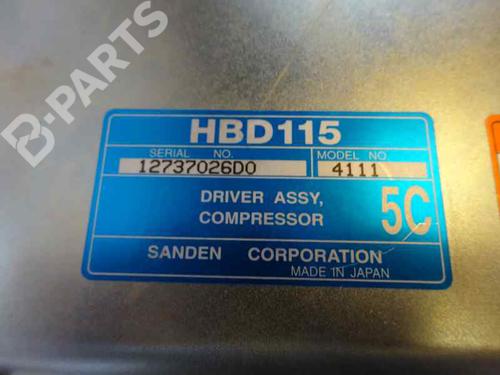 B-PARTS
HBD115
SERIAL NO. MODEL NO
12737026D0 4111
DRIVER ASSY,
COMPRESSOR 5C
SANDEN CORPORATION
MADE IN JAPAN